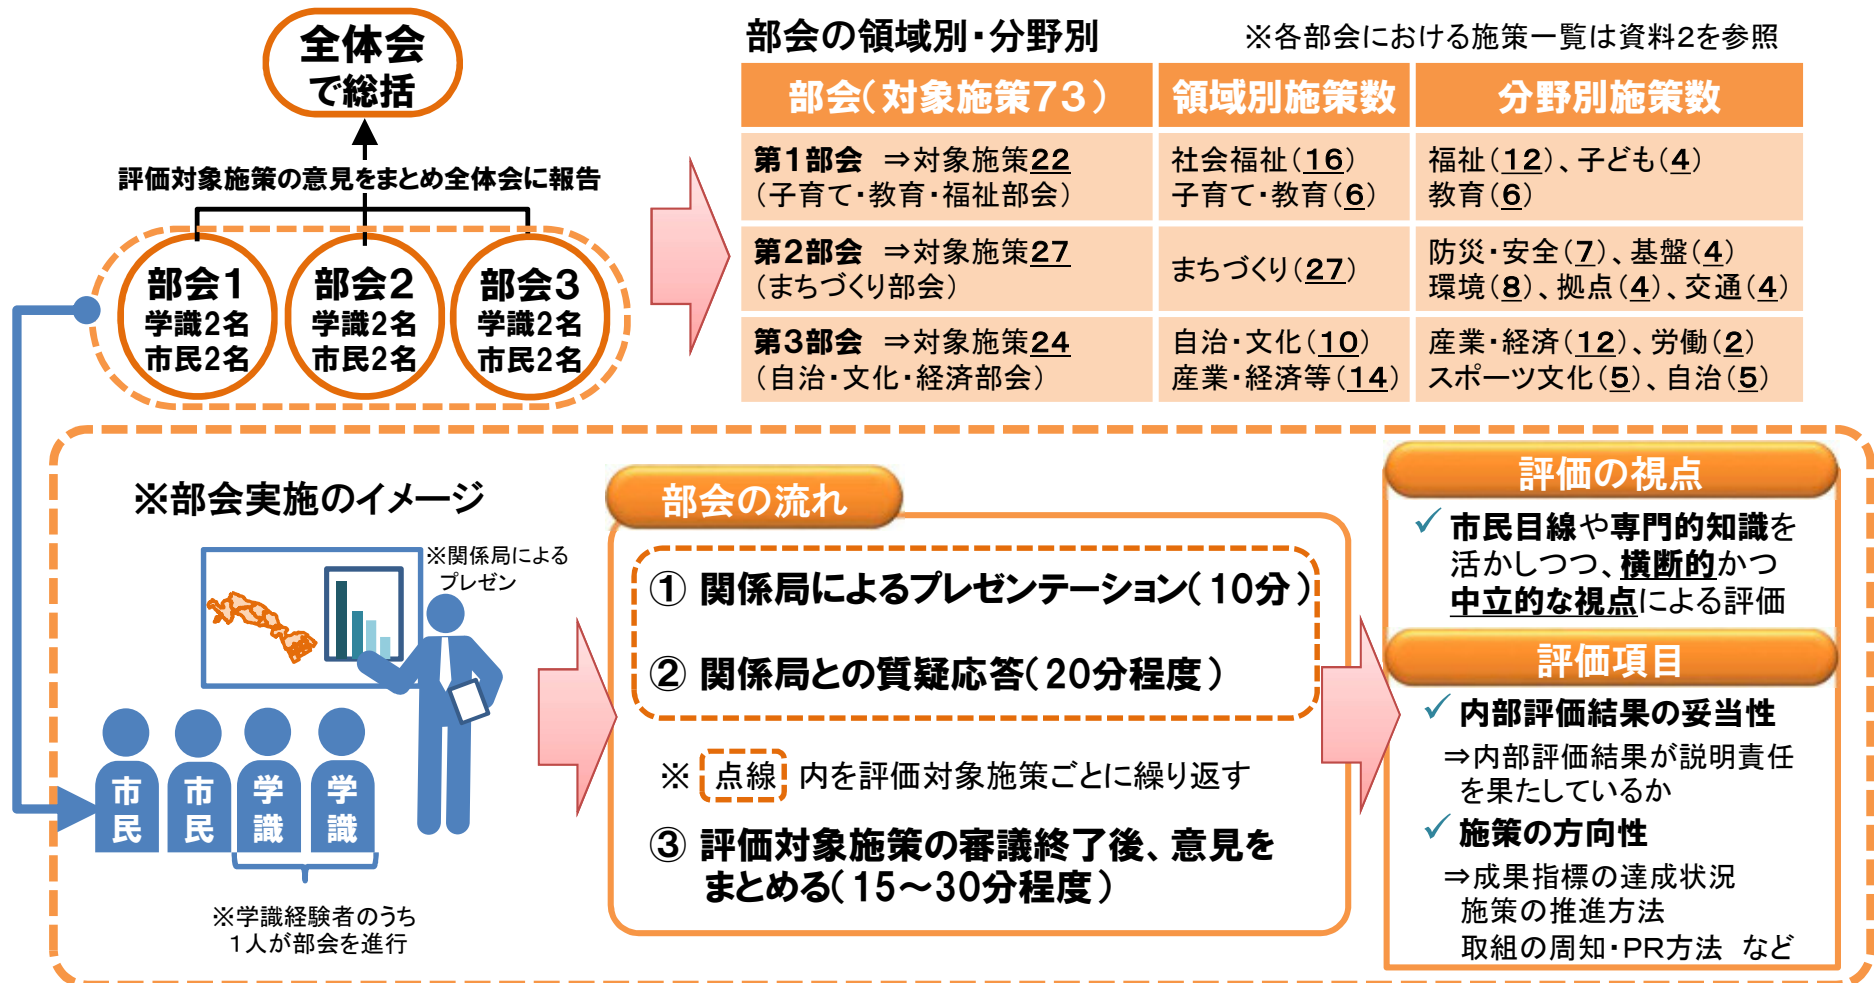 全体会
で総括
評価対象施策の意見をまとめ全体会に報告
部会1
学識2名
市民2名
部会2
学識2名
市民2名
部会3
学識2名
市民2名
部会の領域別・分野別
※各部会における施策一覧は資料2を参照
部会(対象施策73)
領域別施策数
分野別施策数
第1部会 ⇒対象施策22
(子育て・教育・福祉部会)
社会福祉(16)
子育て・教育(6)
福祉(12)、子ども(4)
教育(6)
第2部会 ⇒対象施策27
(まちづくり部会)
まちづくり(27)
防災・安全(7)、基盤(4)
環境(8)、拠点(4)、交通(4)
第3部会 ⇒対象施策24
(自治・文化・経済部会)
自治・文化(10)
産業・経済等(14)
産業・経済(12)、労働(2)
スポーツ文化(5)、自治(5)
※部会実施のイメージ
※関係局による
プレゼン
市民
市民
学識
学識
※学識経験者のうち
1人が部会を進行
部会の流れ
① 関係局によるプレゼンテーション(10分)
② 関係局との質疑応答(20分程度)
※ 点線 内を評価対象施策ごとに繰り返す
③ 評価対象施策の審議終了後、意見を
まとめる(15～30分程度)
評価の視点
✓ 市民目線や専門的知識を
活かしつつ、横断的かつ
中立的な視点による評価
評価項目
✓ 内部評価結果の妥当性
⇒内部評価結果が説明責任
を果たしているか
✓ 施策の方向性
⇒成果指標の達成状況
施策の推進方法
取組の周知・PR方法 など